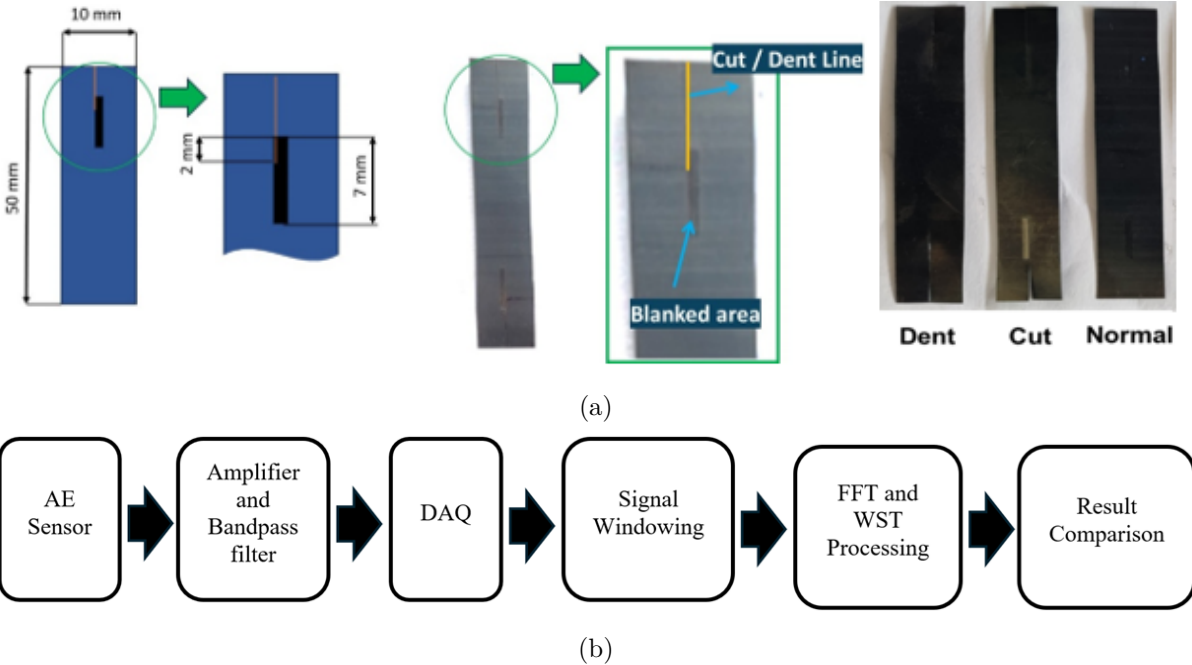 10 mm
50 mm
2 mm
7 mm
Cut / Dent Line
Blanked area
Dent
Cut
Normal
(a)
AE
Sensor
Amplifier
and
Bandpass
filter
DAQ
Signal
Windowing
FFT and
WST
Processing
Result
Comparison
(b)